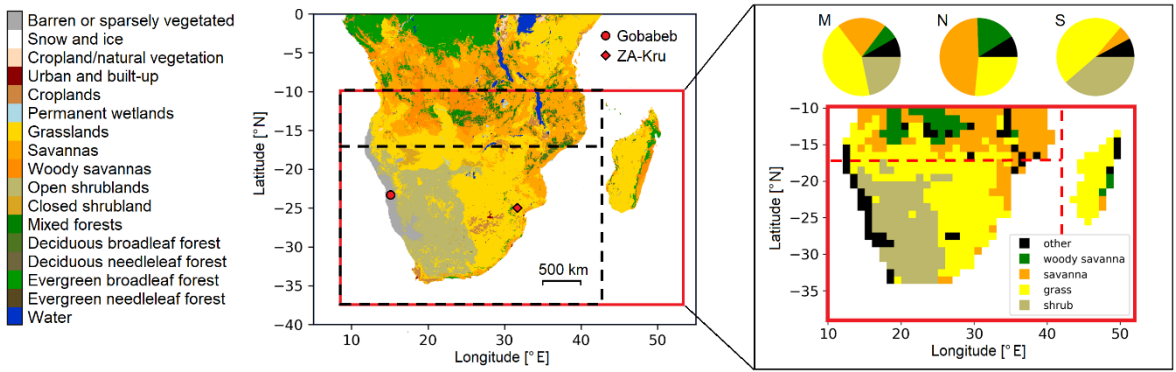 Barren or sparsely vegetated
Snow and ice
Cropland/natural vegetation
Urban and built-up
Croplands
Permanent wetlands
Grasslands
Savannas
Woody savannas
Open shrublands
Closed shrubland
Mixed forests
Deciduous broadleaf forest
Deciduous needleleaf forest
Evergreen broadleaf forest
Evergreen needleleaf forest
Water
0
−5
−10
−15
−20
−25
−30
−35
−40
Latitude [°N]
Gobabeb
ZA-Kru
500 km
10 20 30 40 50
Longitude [°E]
M N S
−10
−15
−20
−25
−30
−35
Latitude [°N]
other
woody savanna
savanna
grass
shrub
10 20 30 40 50
Longitude [°E]